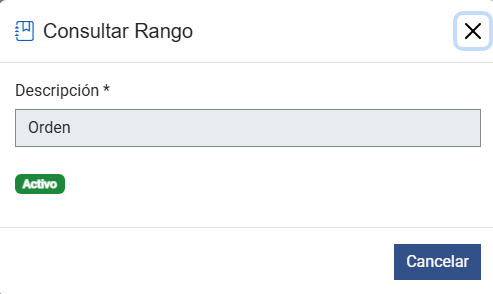 Consultar Rango
Descripción *
Orden
Activo
Cancelar